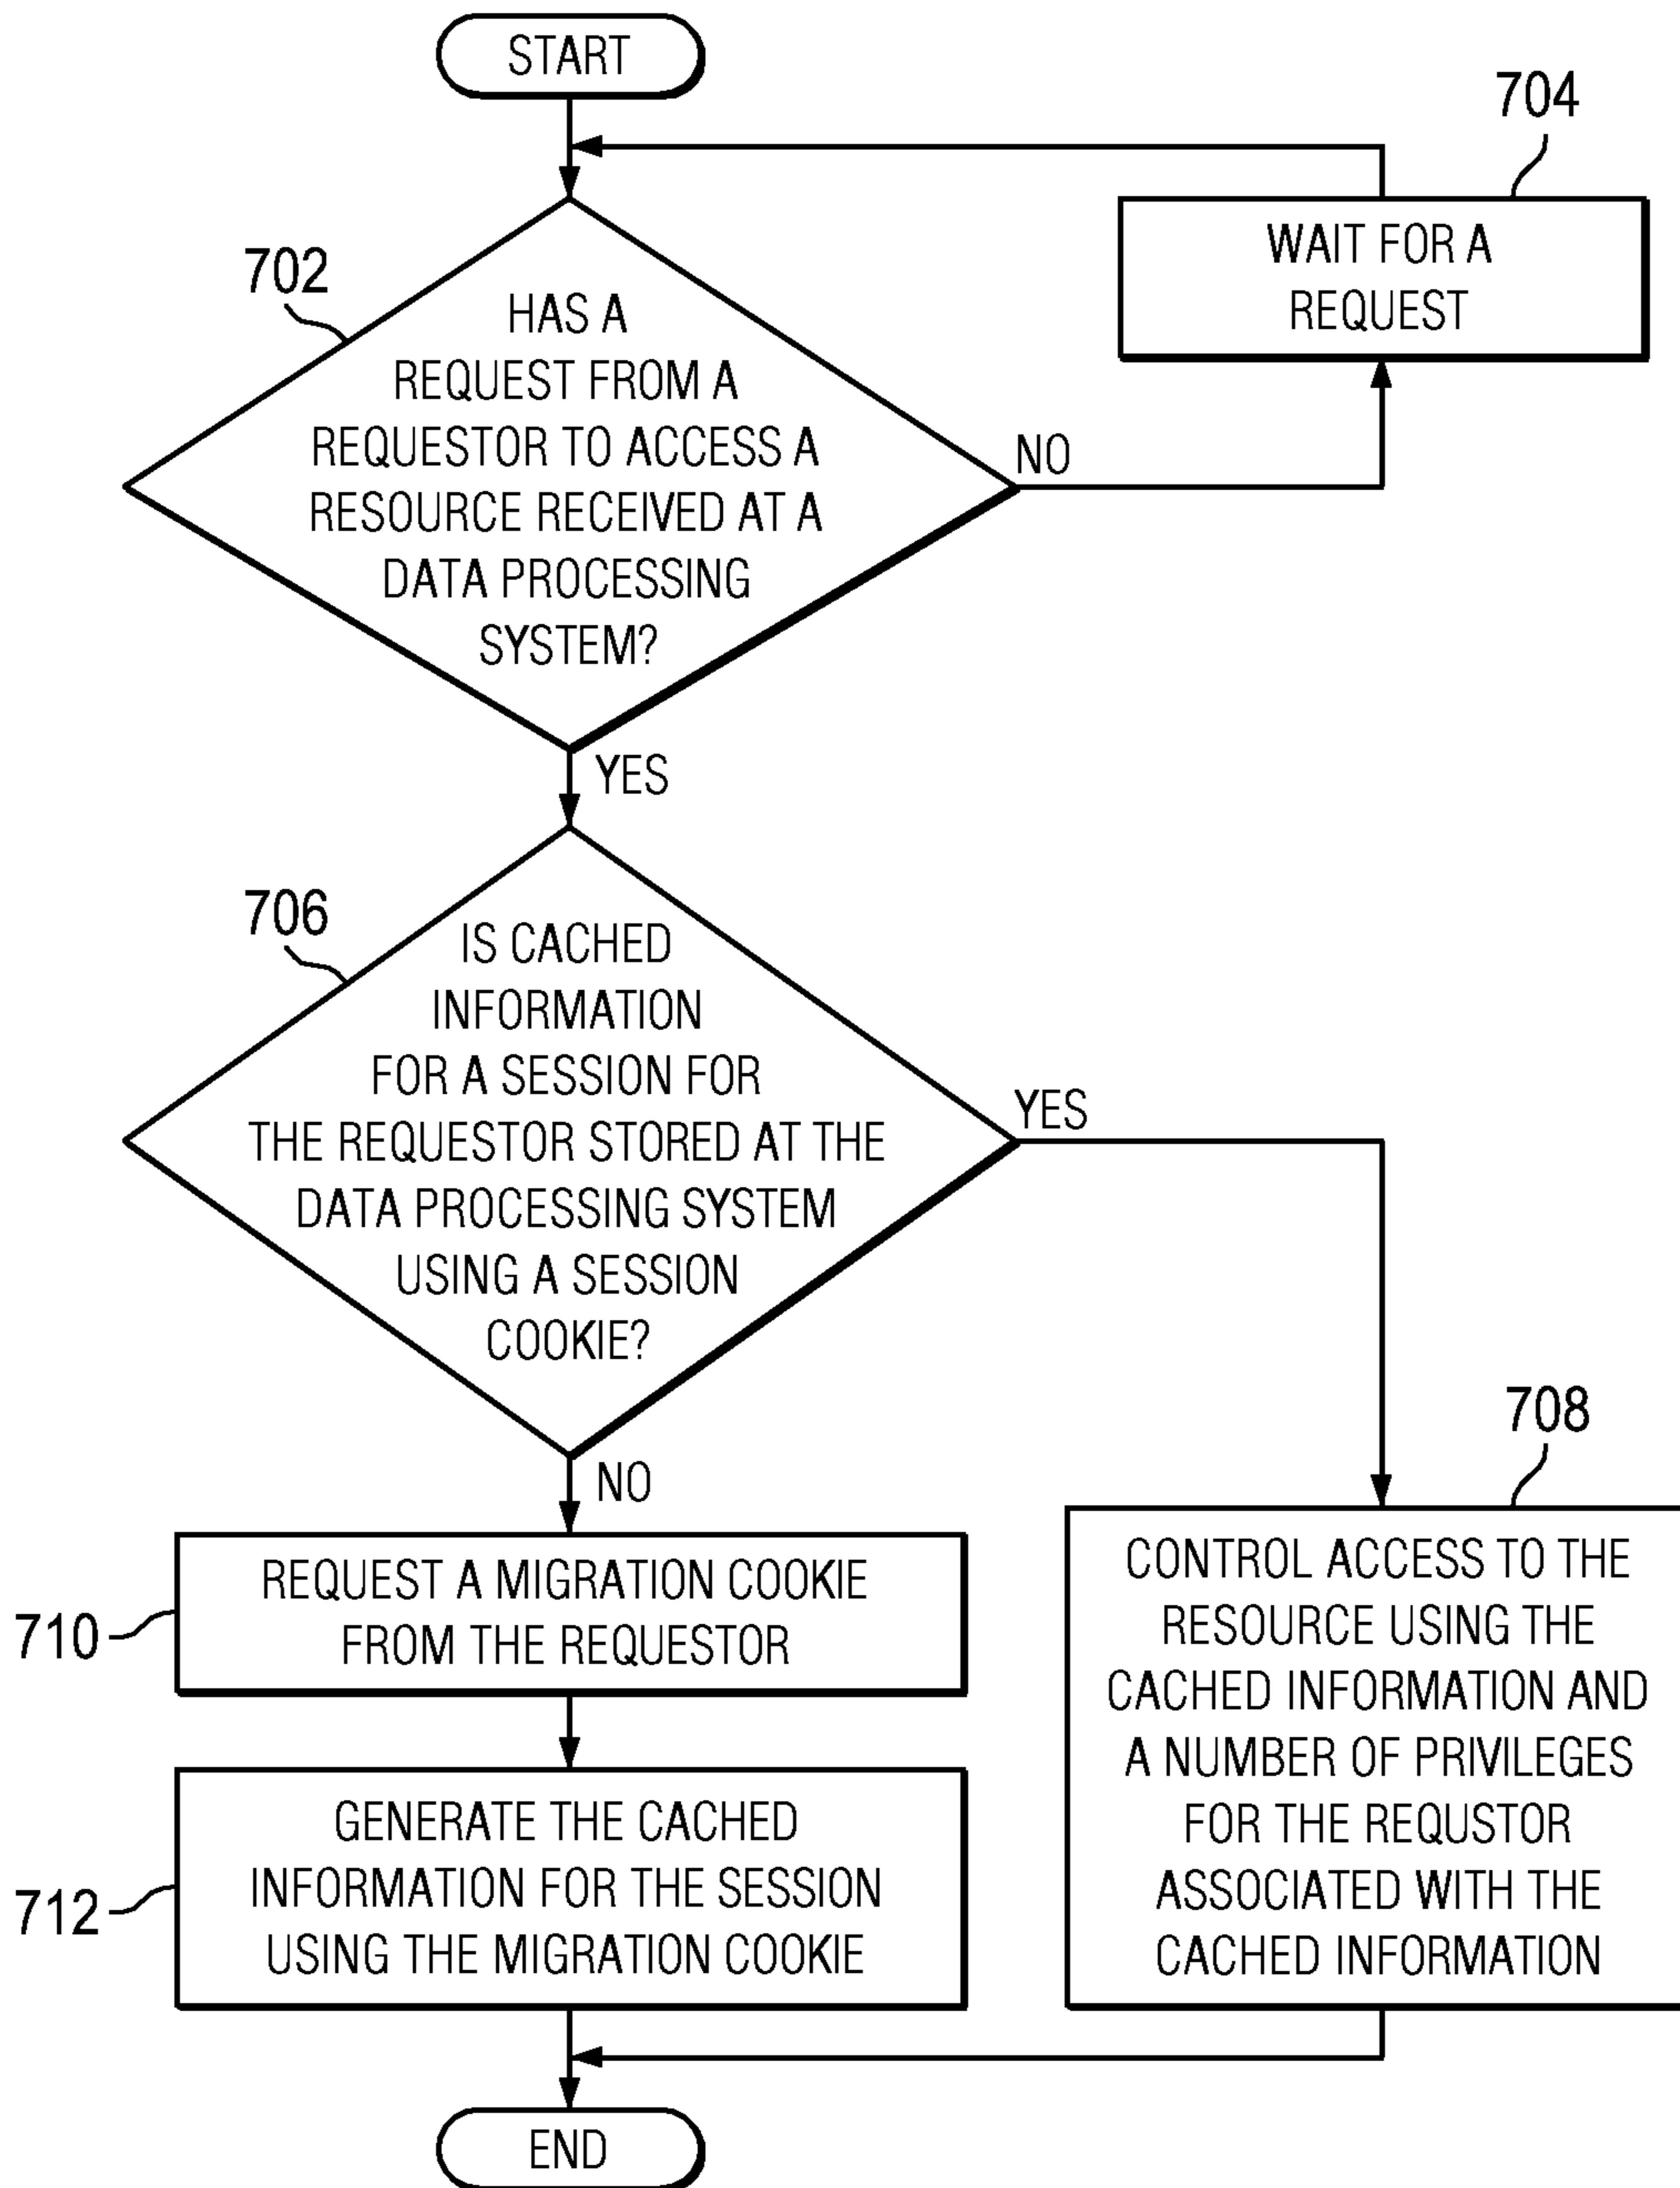 START
704
WAIT FOR A
REQUEST
702
HAS A
REQUEST FROM A
REQUESTOR TO ACCESS A
RESOURCE RECEIVED AT A
DATA PROCESSING
SYSTEM?
NO
YES
706
IS CACHED
INFORMATION
FOR A SESSION FOR
THE REQUESTOR STORED AT THE
DATA PROCESSING SYSTEM
USING A SESSION
COOKIE?
YES
NO
708
CONTROL ACCESS TO THE
RESOURCE USING THE
CACHED INFORMATION AND
A NUMBER OF PRIVILEGES
FOR THE REQUSTOR
ASSOCIATED WITH THE
CACHED INFORMATION
710
REQUEST A MIGRATION COOKIE
FROM THE REQUESTOR
712
GENERATE THE CACHED
INFORMATION FOR THE SESSION
USING THE MIGRATION COOKIE
END